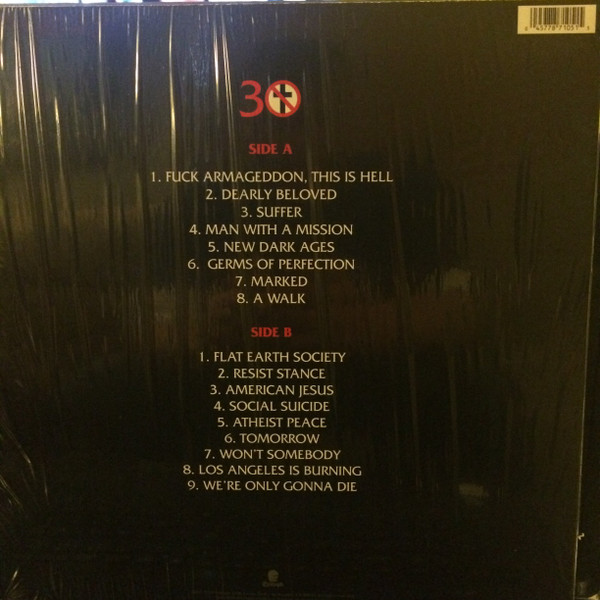 30
SIDE A
1. FUCK ARMAGEDDON, THIS IS HELL
2. DEARLY BELOVED
3. SUFFER
4. MAN WITH A MISSION
5. NEW DARK AGES
6. GERMS OF PERFECTION
7. MARKED
8. A WALK
SIDE B
1. FLAT EARTH SOCIETY
2. RESIST STANCE
3. AMERICAN JESUS
4. SOCIAL SUICIDE
5. ATHEIST PEACE
6. TOMORROW
7. WON'T SOMEBODY
8. LOS ANGELES IS BURNING
9. WE'RE ONLY GONNA DIE